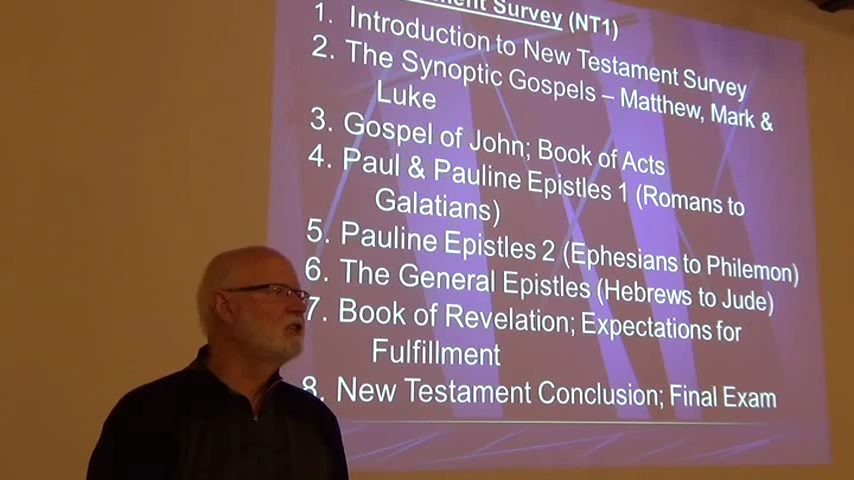 Survey (NT1)
1. Introduction to New Testament Survey
2. The Synoptic Gospels – Matthew, Mark &
Luke
3. Gospel of John; Book of Acts
4. Paul & Pauline Epistles 1 (Romans to
Galatians)
5. Pauline Epistles 2 (Ephesians to Philemon)
6. The General Epistles (Hebrews to Jude)
7. Book of Revelation; Expectations for
Fulfillment
8. New Testament Conclusion; Final Exam